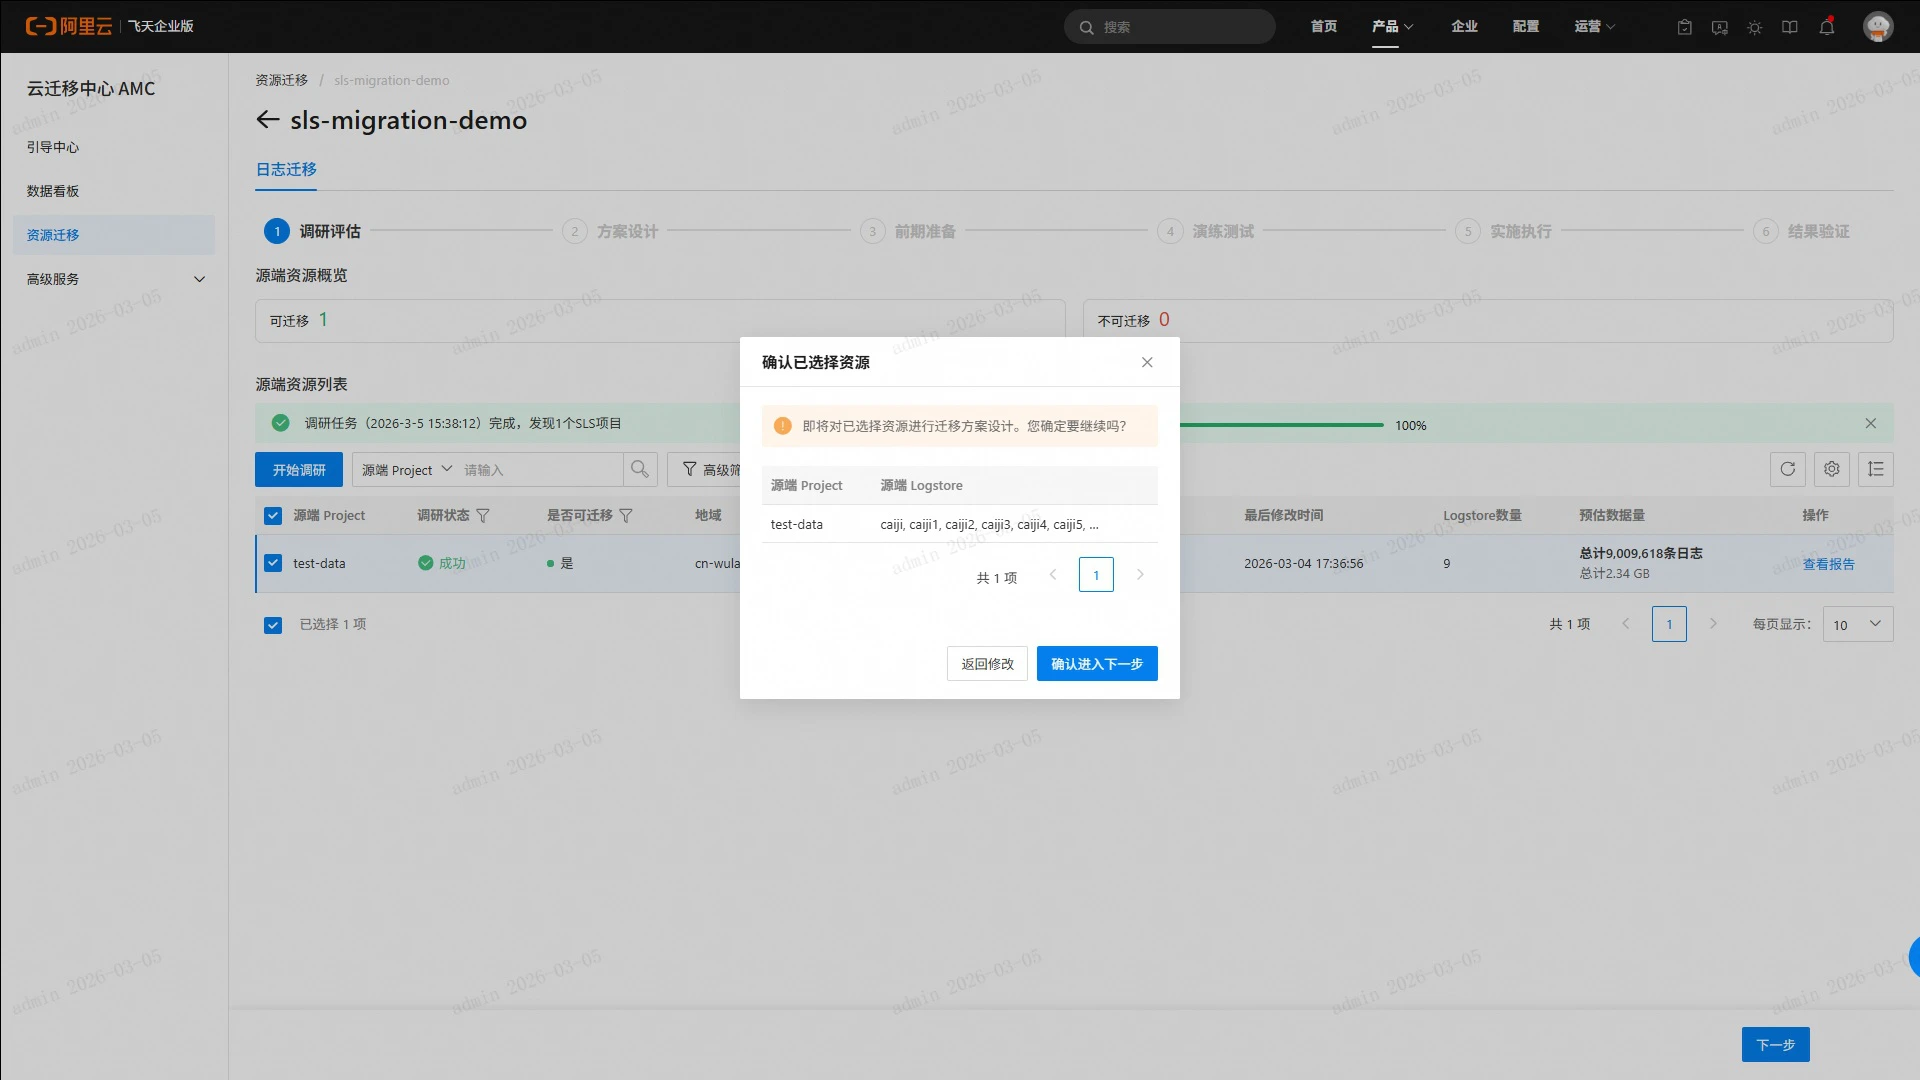 阿里云 | 飞天企业版
搜索
首页
产品
企业
配置
运营
云迁移中心 AMC
引导中心
数据看板
资源迁移
高级服务
资源迁移 / sls-migration-demo
sls-migration-demo
日志迁移
1 调研评估
2 方案设计
3 前期准备
4 演练测试
5 实施执行
6 结果验证
源端资源概览
可迁移 1
不可迁移 0
源端资源列表
调研任务（2026-3-5 15:38:12）完成，发现1个SLS项目
100%
开始调研
源端 Project
请输入
高级筛
源端 Project
调研状态
是否可迁移
地域
最后修改时间
Logstore数量
预估数据量
操作
test-data
成功
是
cn-wula
2026-03-04 17:36:56
9
总计9,009,618条日志
总计2.34 GB
查看报告
已选择 1 项
共 1 项
1
每页显示：
10
确认已选择资源
即将对已选择资源进行迁移方案设计。您确定要继续吗？
源端 Project
源端 Logstore
test-data
caiji, caiji1, caiji2, caiji3, caiji4, caiji5, ...
共 1 项
1
返回修改
确认进入下一步
下一步
admin 2026-03-05